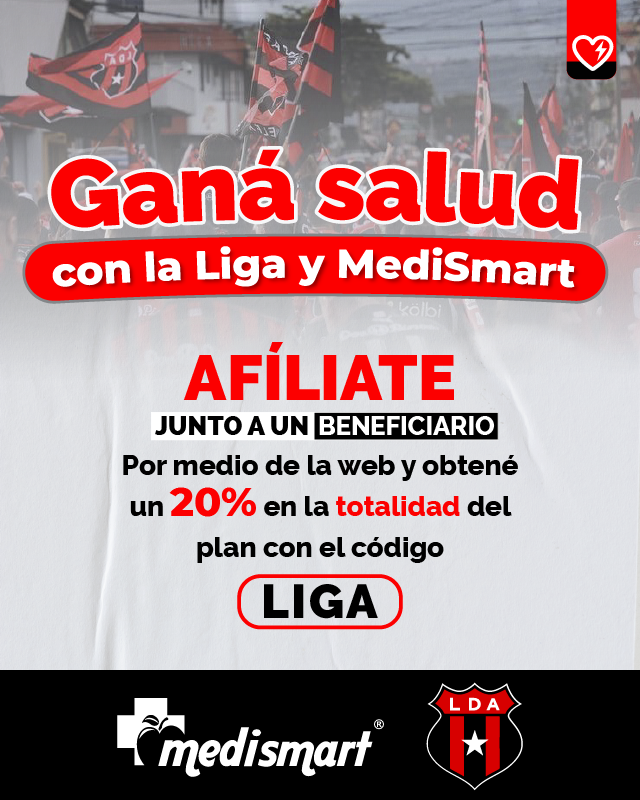 Ganá salud
con la Liga y MediSmart
kolbi
AFÍLIATE
JUNTO A UN BENEFICIARIO
Por medio de la web y obtené
un 20% en la totalidad del
plan con el código
LIGA
medismart®
LDA